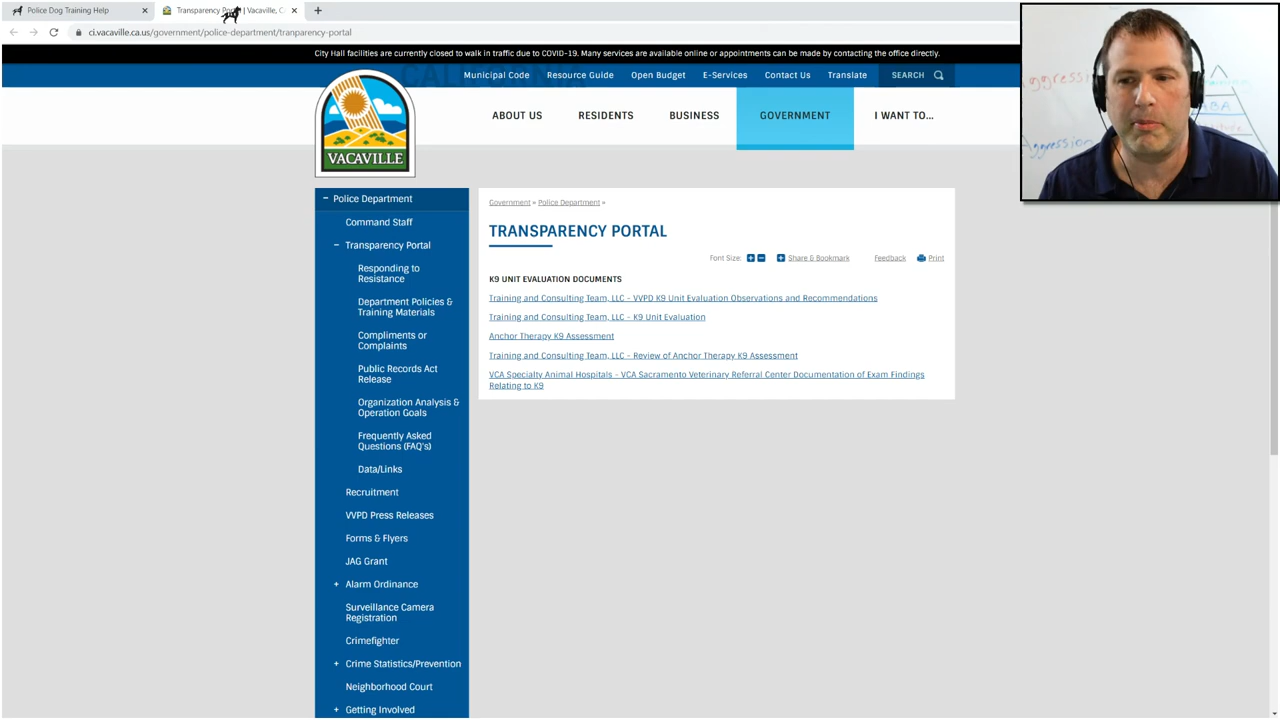 Police Dog Training Help
Transparency | Vacaville, C
ci.vacaville.ca.us/government/police-department/tranparency-portal
City Hall facilities are currently closed to walk in traffic due to COVID-19. Many services are available online or appointments can be made by contacting the office directly.
CALIFORNIA
Municipal Code Resource Guide Open Budget E-Services Contact Us Translate SEARCH
ABOUT US RESIDENTS BUSINESS GOVERNMENT I WANT TO...
VACAVILLE
Police Department
Command Staff
Transparency Portal
Responding to
Resistance
Department Policies &
Training Materials
Compliments or
Complaints
Public Records Act
Release
Organization Analysis &
Operation Goals
Frequently Asked
Questions (FAQ's)
Data/Links
Recruitment
VVPD Press Releases
Forms & Flyers
JAG Grant
Alarm Ordinance
Surveillance Camera
Registration
Crimefighter
Crime Statistics/Prevention
Neighborhood Court
Getting Involved
Government » Police Department »
TRANSPARENCY PORTAL
Font Size: Share & Bookmark Feedback Print
K9 UNIT EVALUATION DOCUMENTS
Training and Consulting Team, LLC - VVPD K9 Unit Evaluation Observations and Recommendations
Training and Consulting Team, LLC - K9 Unit Evaluation
Anchor Therapy K9 Assessment
Training and Consulting Team, LLC - Review of Anchor Therapy K9 Assessment
VCA Specialty Animal Hospitals - VCA Sacramento Veterinary Referral Center Documentation of Exam Findings
Relating to K9
Aggress
ABA
Aggression